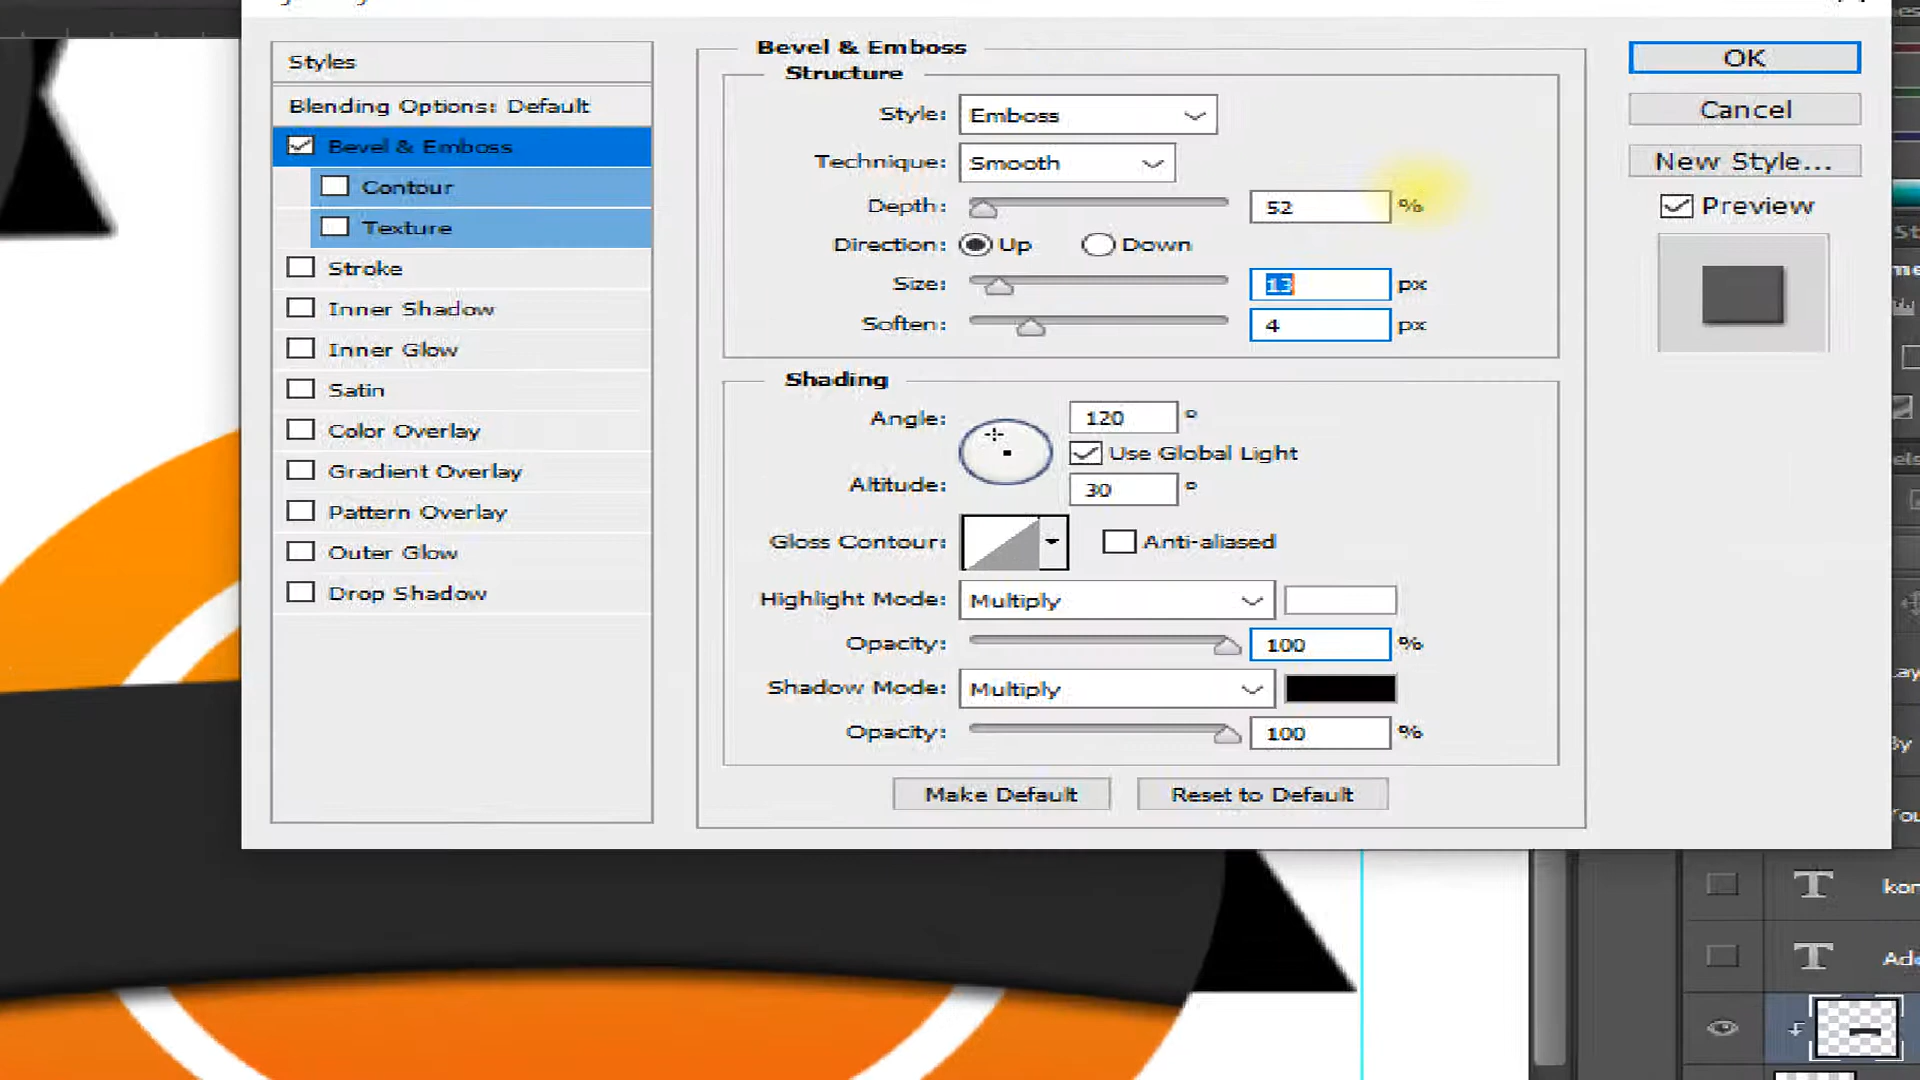 Styles
Blending Options: Default
Bevel & Emboss
Contour
Texture
Stroke
Inner Shadow
Inner Glow
Satin
Color Overlay
Gradient Overlay
Pattern Overlay
Outer Glow
Drop Shadow
Bevel & Emboss
Structure
Style: Emboss
Technique: Smooth
Depth: 52 %
Direction: Up Down
Size: 13 px
Soften: 4 px
Shading
Angle: 120 °
Use Global Light
Altitude: 30 °
Gloss Contour: Anti-aliased
Highlight Mode: Multiply
Opacity: 100 %
Shadow Mode: Multiply
Opacity: 100 %
Make Default Reset to Default
OK
Cancel
New Style...
Preview